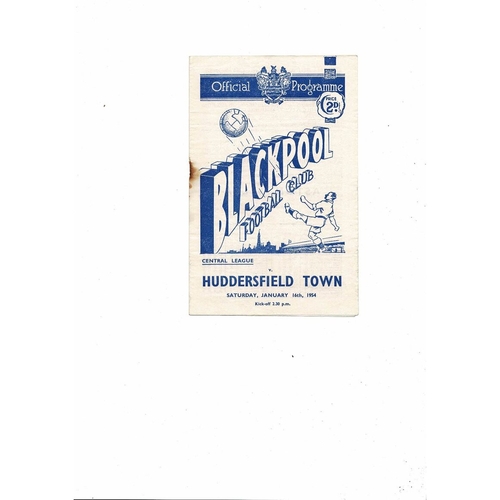 Official Programme
PRICE
2D
BLACKPOOL
FOOTBALL CLUB
CENTRAL LEAGUE
v.
HUDDERSFIELD TOWN
SATURDAY, JANUARY 16th, 1954
Kick-off 2.30 p.m.